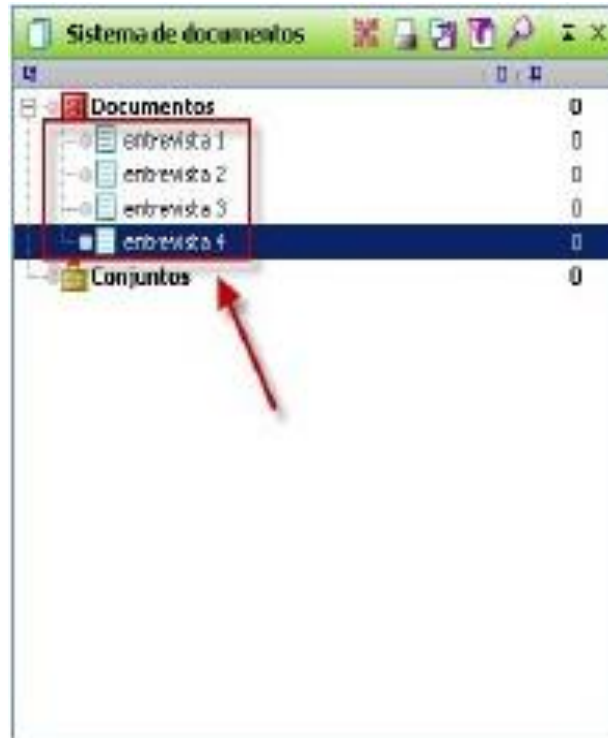 Sistema de documentos
Documentos 0
entrevista 1 0
entrevista 2 0
entrevista 3 0
entrevista 4 0
Conjuntos 0